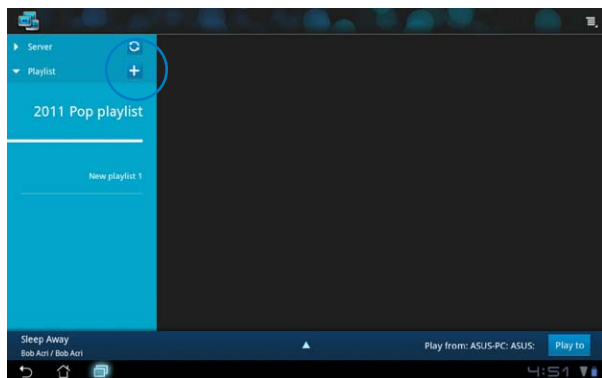 Server
Playlist
2011 Pop playlist
New playlist 1
Sleep Away
Bob Acri / Bob Acri
Play from: ASUS-PC: ASUS:
Play to
4:51